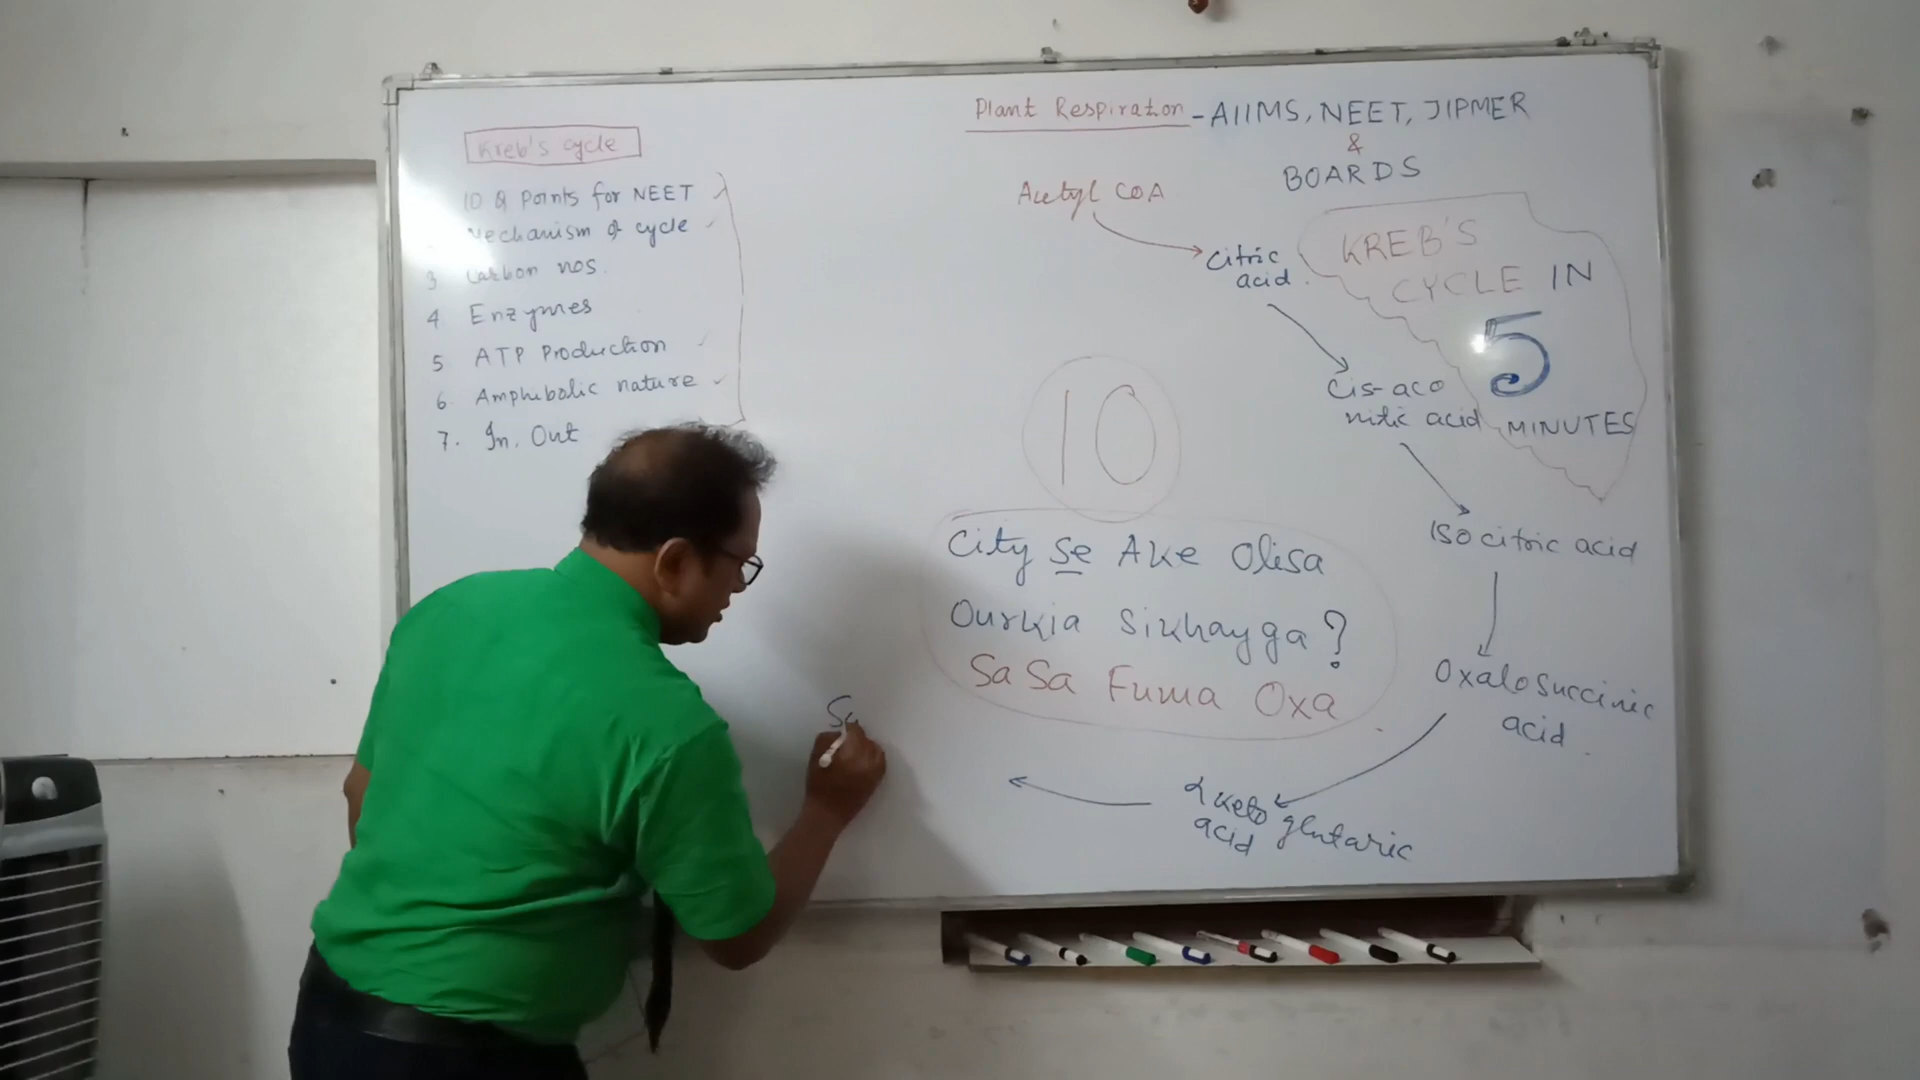 Kreb's cycle
10 Q Points for NEET
Mechanism of cycle
3 Carbon nos.
4 Enzymes
5 ATP Production
6. Amphibolic nature
7. In, Out
Plant Respiration - AIIMS, NEET, JIPMER
&
BOARDS
Acetyl COA
Citric
acid.
KREB'S
CYCLE IN
5
MINUTES
Cis-aco
nitic acid
10
Iso citric acid
City se Ake Olisa
Ourkia Sikhayga?
SaSa Fuma Oxa
Oxalosuccinic
acid.
α keto glutaric
acid
Su